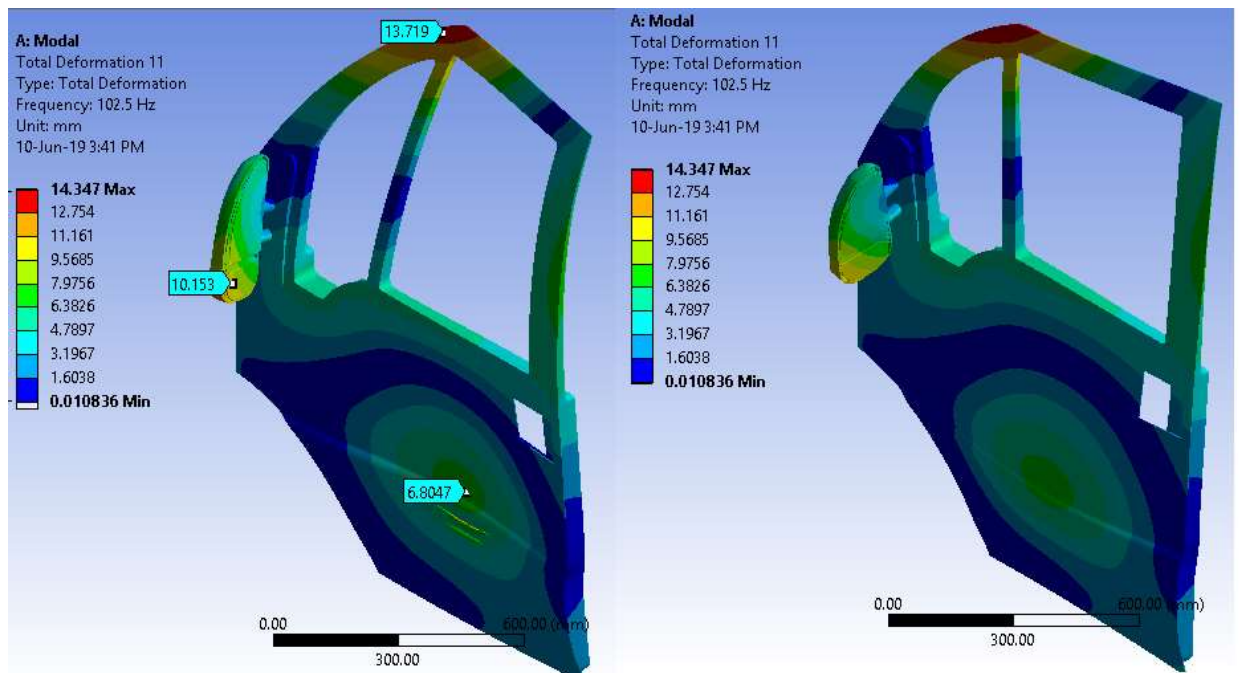 A: Modal
Total Deformation 11
Type: Total Deformation
Frequency: 102.5 Hz
Unit: mm
10-Jun-19 3:41 PM
14.347 Max
12.754
11.161
9.5685
7.9756
6.3826
4.7897
3.1967
1.6038
0.010836 Min
13.719
10.153
6.8047
0.00
600.00 (mm)
300.00
A: Modal
Total Deformation 11
Type: Total Deformation
Frequency: 102.5 Hz
Unit: mm
10-Jun-19 3:41 PM
14.347 Max
12.754
11.161
9.5685
7.9756
6.3826
4.7897
3.1967
1.6038
0.010836 Min
0.00
600.00 (mm)
300.00